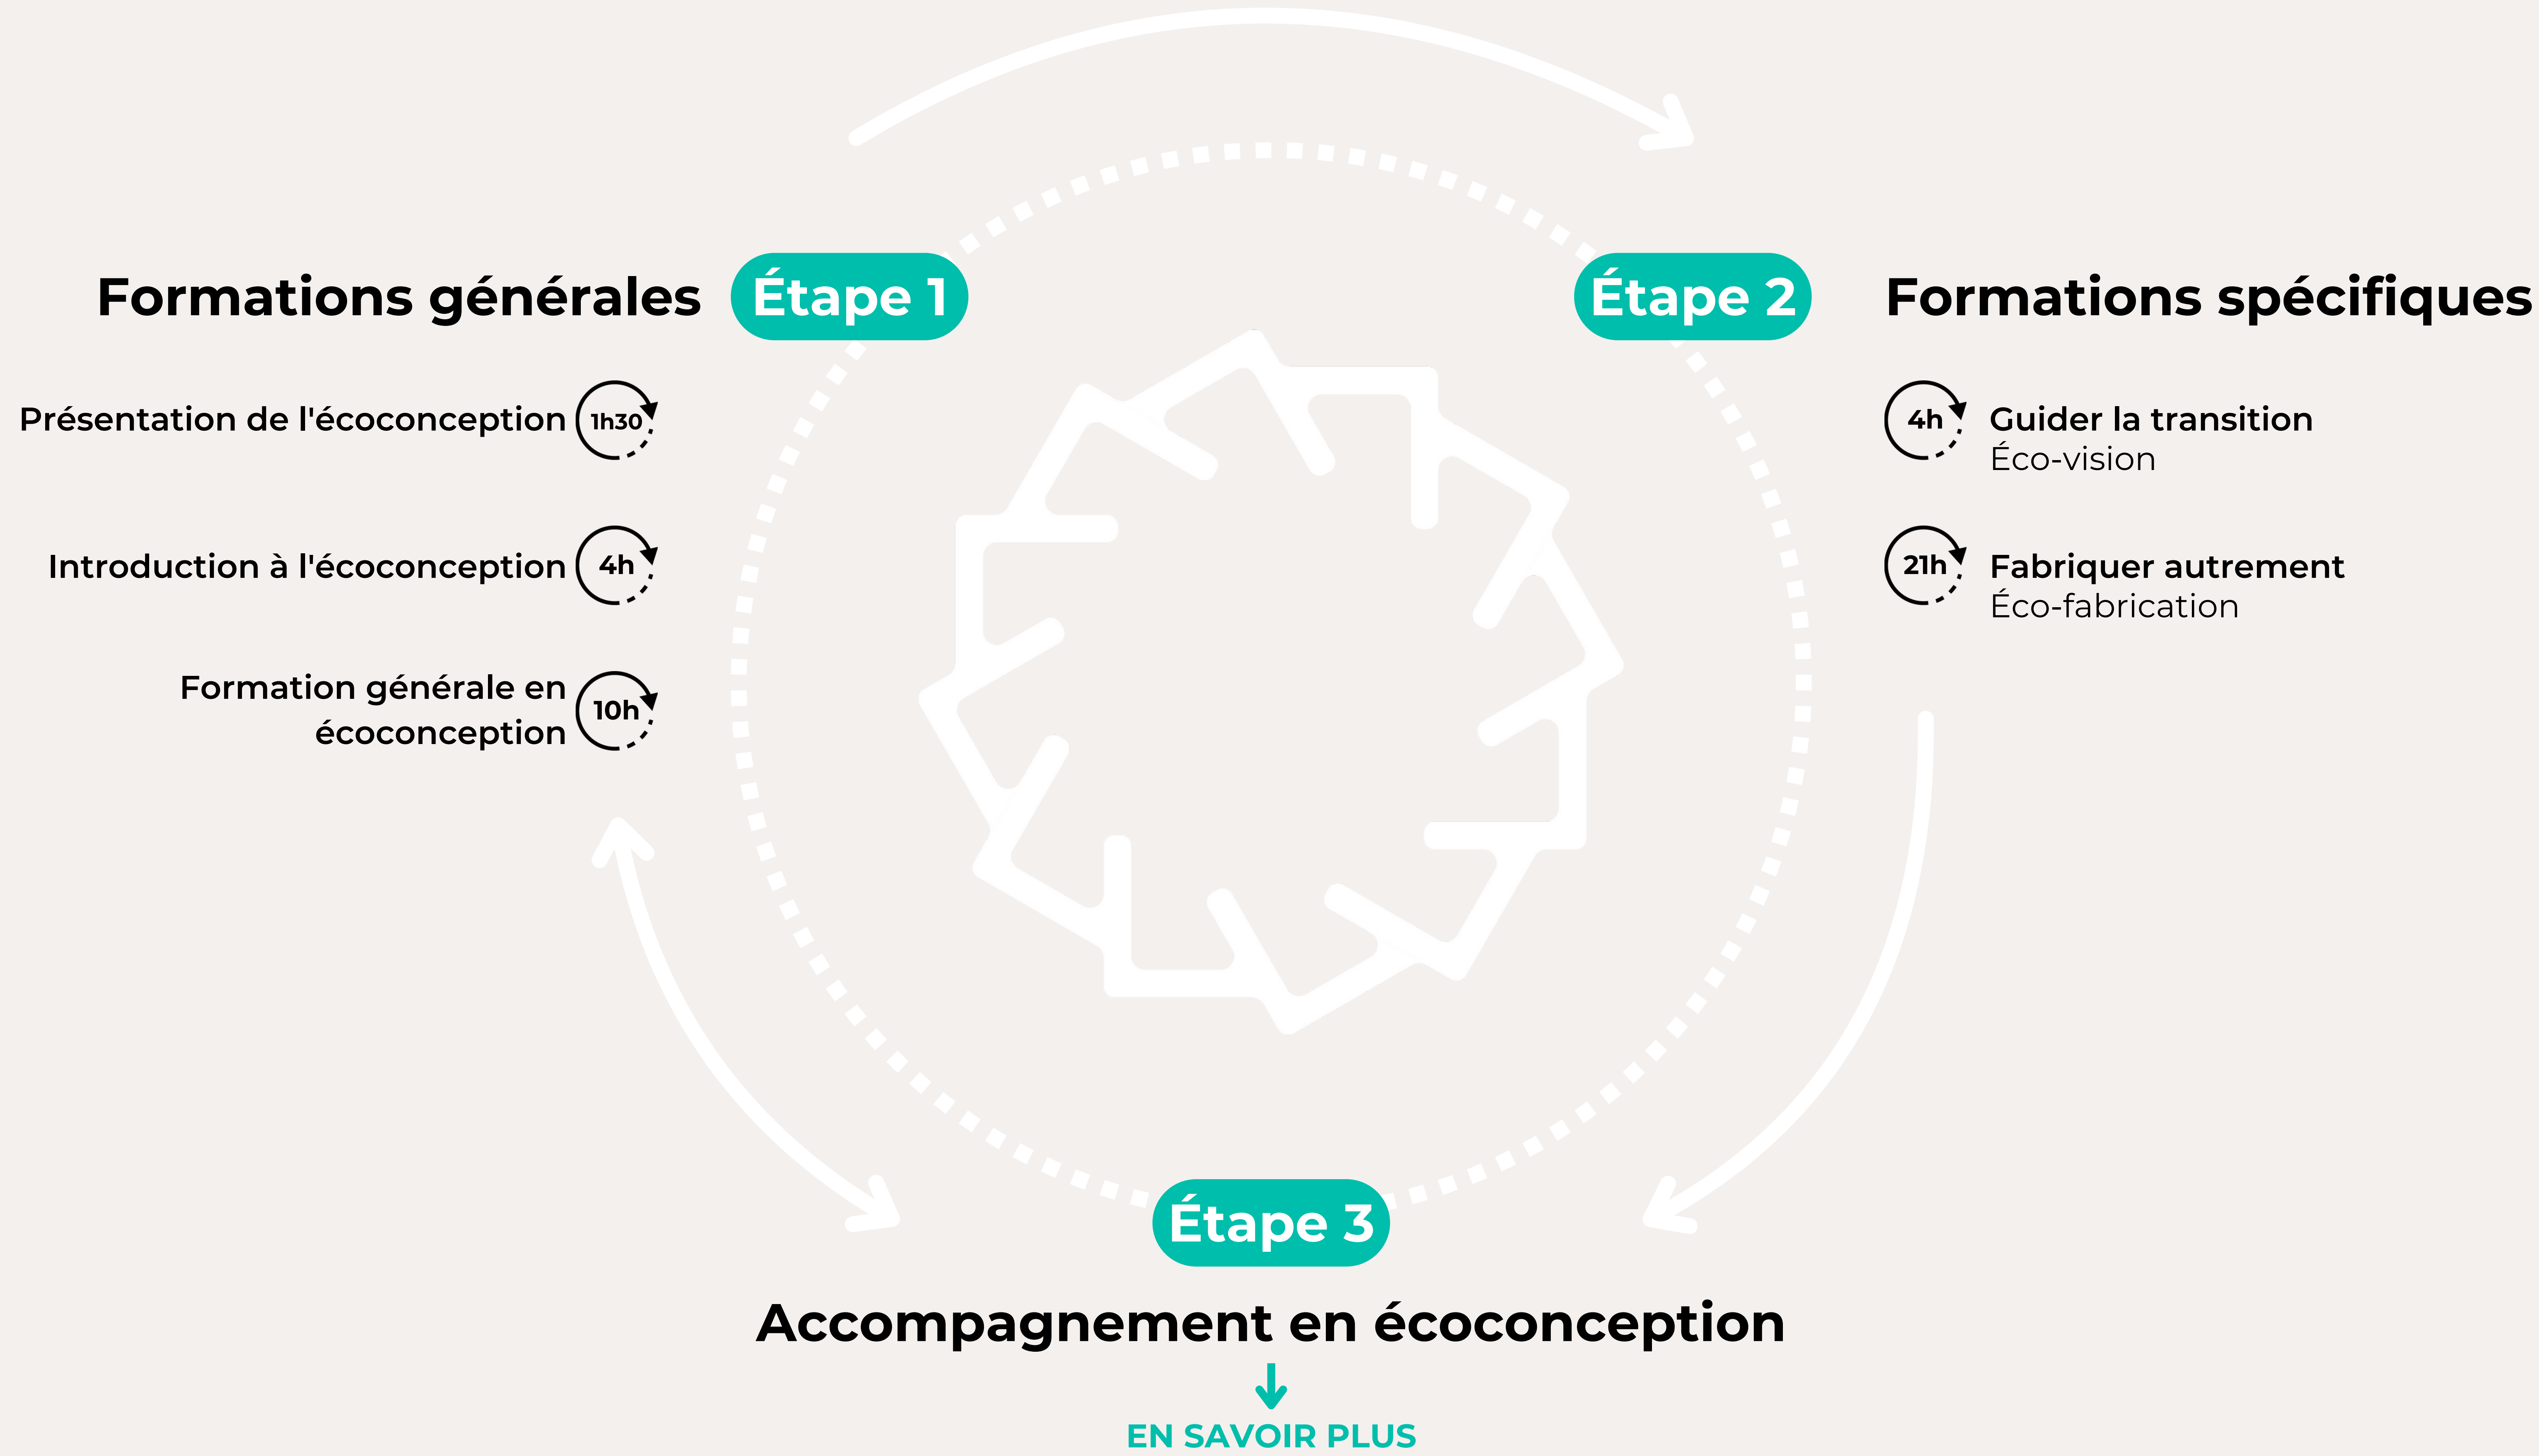 Formations générales
Étape 1
Présentation de l'écoconception
1h30
Introduction à l'écoconception
4h
Formation générale en
écoconception
10h
Étape 2
Formations spécifiques
4h
Guider la transition
Éco-vision
21h
Fabriquer autrement
Éco-fabrication
Étape 3
Accompagnement en écoconception
EN SAVOIR PLUS